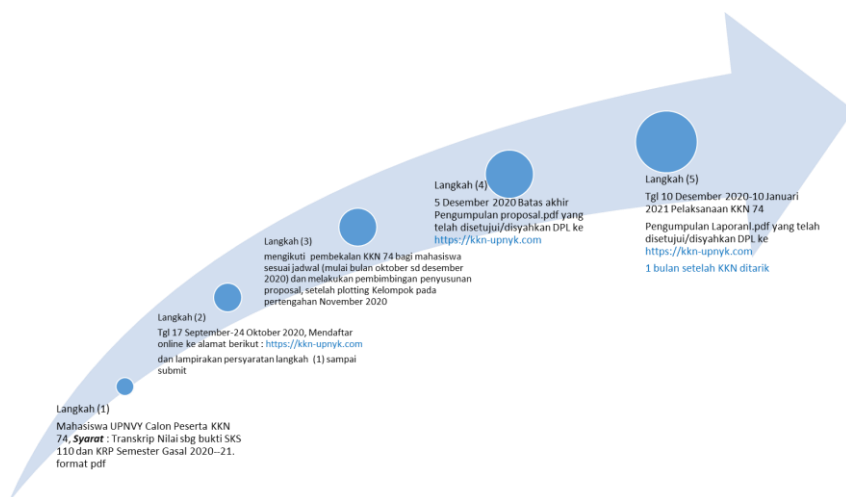 Langkah (1)
Mahasiswa UPNVY Calon Peserta KKN
74, Syarat : Transkrip Nilai sbg bukti SKS
110 dan KRP Semester Gasal 2020--21.
format pdf
Langkah (2)
Tgl 17 September-24 Oktober 2020, Mendaftar
online ke alamat berikut : https://kkn-upnyk.com
dan lampirakan persyaratan langkah (1) sampai
submit
Langkah (3)
mengikuti pembekalan KKN 74 bagi mahasiswa
sesuai jadwal (mulai bulan oktober sd desember
2020) dan melakukan pembimbingan penyusunan
proposal, setelah plotting Kelompok pada
pertengahan November 2020
Langkah (4)
5 Desember 2020 Batas akhir
Pengumpulan proposal.pdf yang
telah disetujui/disyahkan DPL ke
https://kkn-upnyk.com
Langkah (5)
Tgl 10 Desember 2020-10 Januari
2021 Pelaksanaan KKN 74
Pengumpulan Laporanl.pdf yang telah
disetujui/disyahkan DPL ke
https://kkn-upnyk.com
1 bulan setelah KKN ditarik